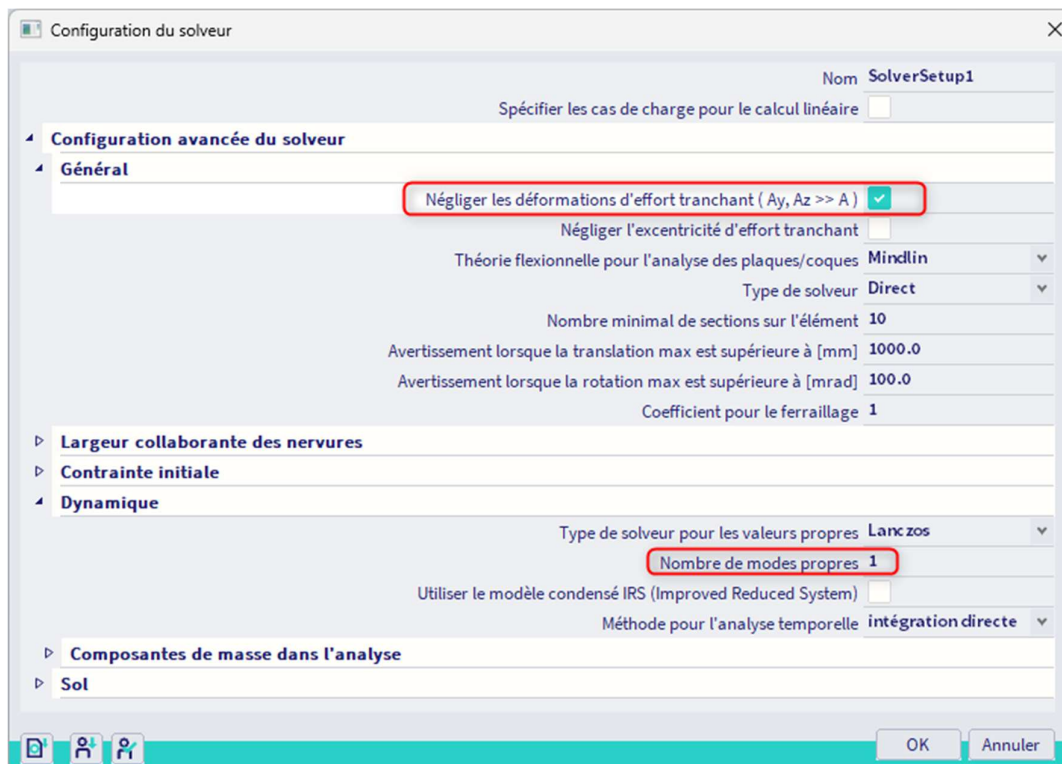 Configuration du solveur
Nom SolverSetup1
Spécifier les cas de charge pour le calcul linéaire
Configuration avancée du solveur
Général
Négliger les déformations d'effort tranchant ( Ay, Az >> A )
Négliger l'excentricité d'effort tranchant
Théorie flexionnelle pour l'analyse des plaques/coques Mindlin
Type de solveur Direct
Nombre minimal de sections sur l'élément 10
Avertissement lorsque la translation max est supérieure à [mm] 1000.0
Avertissement lorsque la rotation max est supérieure à [mrad] 100.0
Coefficient pour le ferraillage 1
Largeur collaborante des nervures
Contrainte initiale
Dynamique
Type de solveur pour les valeurs propres Lanczos
Nombre de modes propres 1
Utiliser le modèle condensé IRS (Improved Reduced System)
Méthode pour l'analyse temporelle intégration directe
Composantes de masse dans l'analyse
Sol
OK Annuler